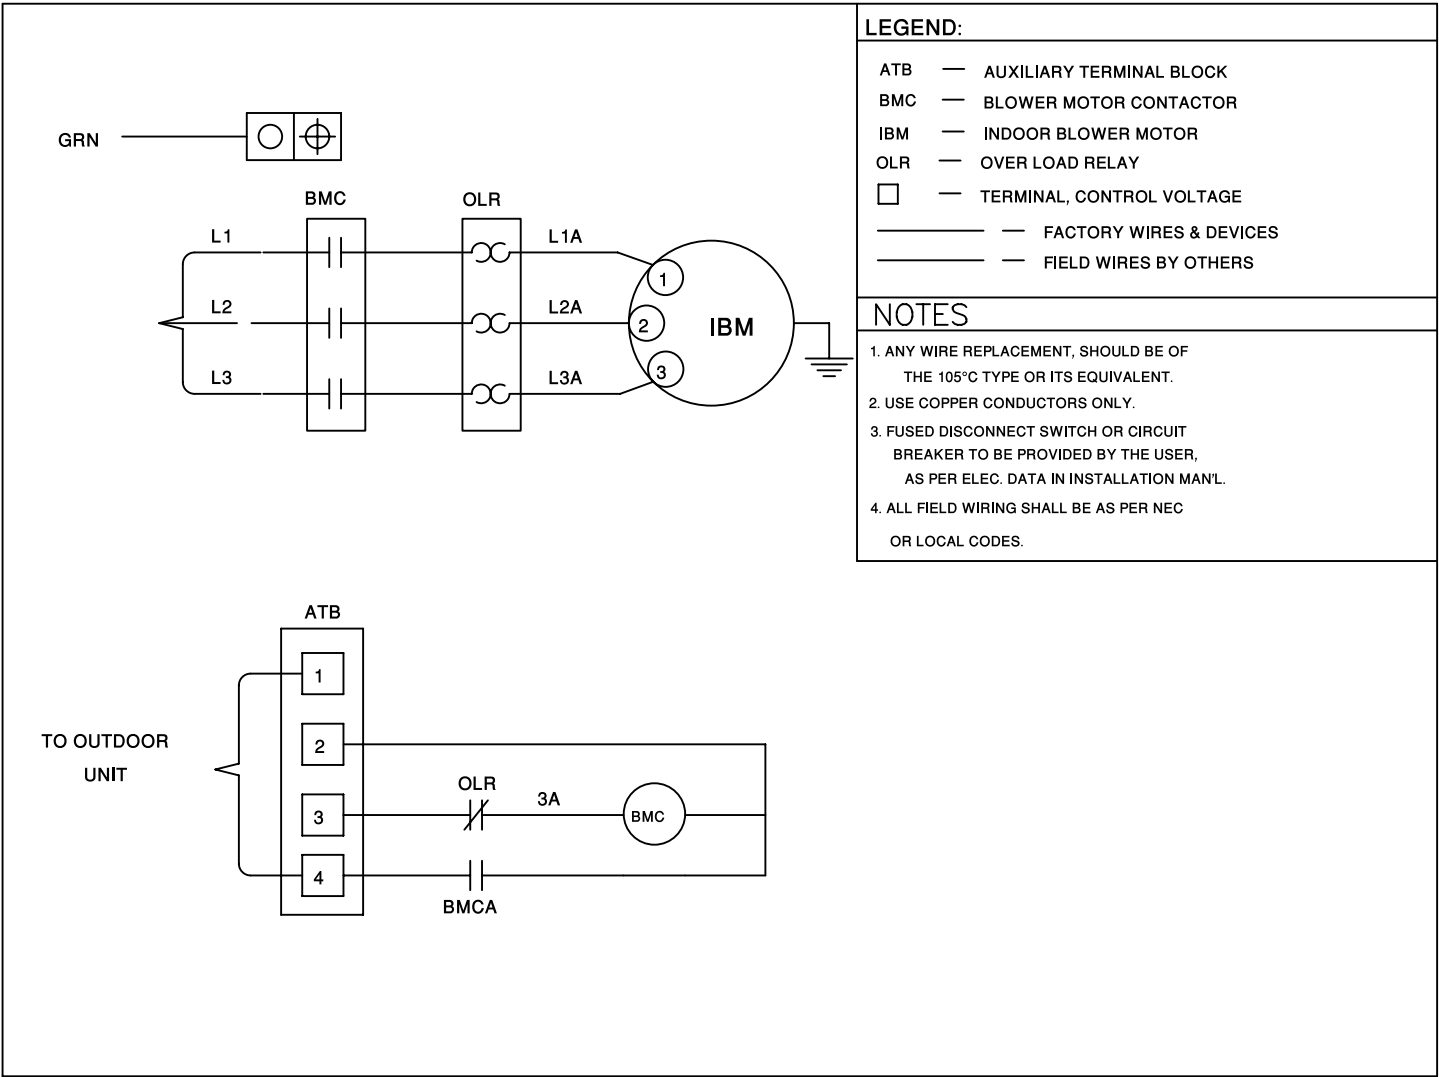 LEGEND:
ATB — AUXILIARY TERMINAL BLOCK
BMC — BLOWER MOTOR CONTACTOR
IBM — INDOOR BLOWER MOTOR
OLR — OVER LOAD RELAY
— TERMINAL, CONTROL VOLTAGE
— FACTORY WIRES & DEVICES
— FIELD WIRES BY OTHERS
NOTES
1. ANY WIRE REPLACEMENT, SHOULD BE OF
THE 105°C TYPE OR ITS EQUIVALENT.
2. USE COPPER CONDUCTORS ONLY.
3. FUSED DISCONNECT SWITCH OR CIRCUIT
BREAKER TO BE PROVIDED BY THE USER,
AS PER ELEC. DATA IN INSTALLATION MAN'L.
4. ALL FIELD WIRING SHALL BE AS PER NEC
OR LOCAL CODES.
GRN
BMC
OLR
L1
L1A
1
L2
L2A
2
IBM
L3
L3A
3
ATB
1
TO OUTDOOR
UNIT
2
OLR
3A
3
BMC
4
BMCA